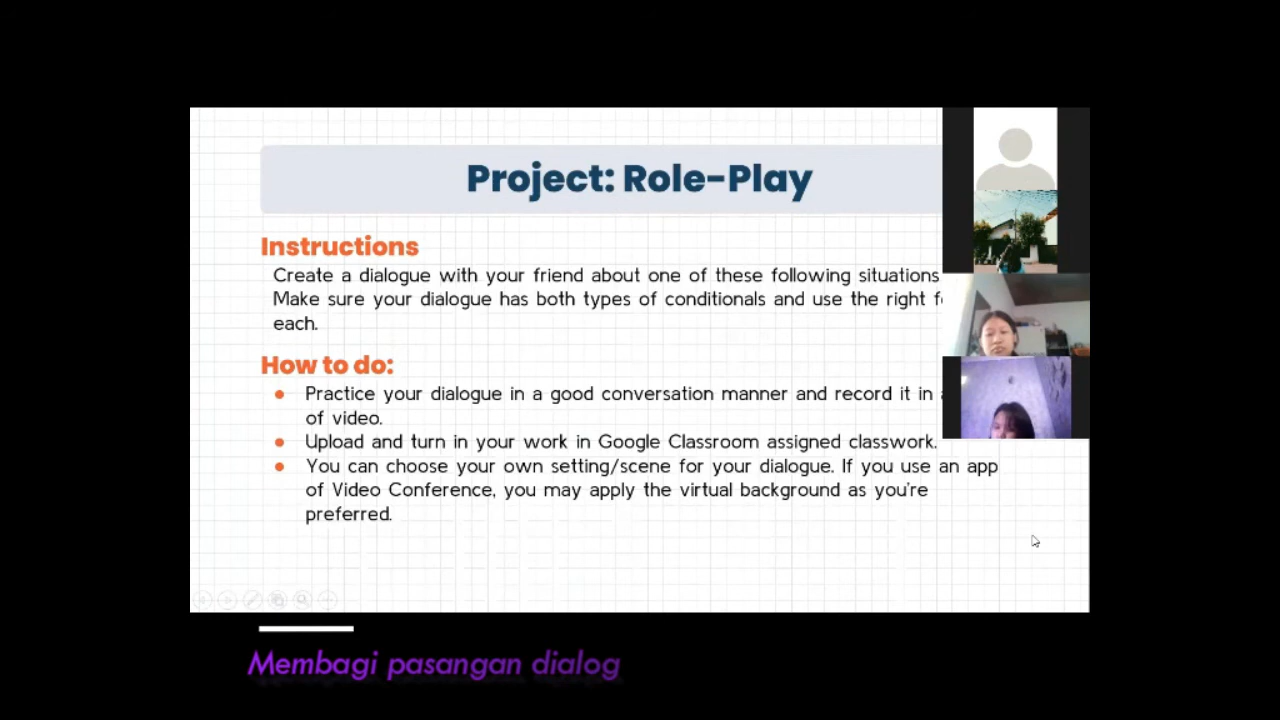 Project: Role-Play
Instructions
Create a dialogue with your friend about one of these following situations
Make sure your dialogue has both types of conditionals and use the right
each.
How to do:
Practice your dialogue in a good conversation manner and record it in
of video.
Upload and turn in your work in Google Classroom assigned classwork.
You can choose your own setting/scene for your dialogue. If you use an app
of Video Conference, you may apply the virtual background as you're
preferred.
Membagi pasangan dialog